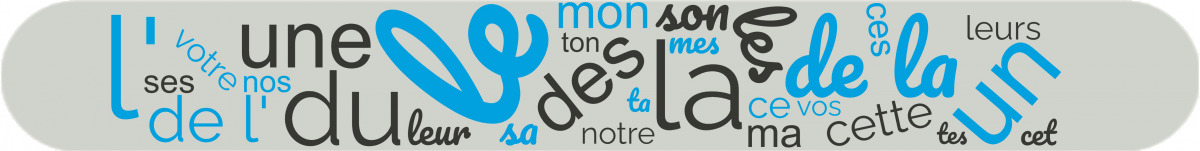 l'
votre
ses
nos
une
de l'
du
leur
le
sa
mon
ton
son
des
mes
ta
notre
la
les
ce
vos
ma
de la
ces
cette
leurs
tes
un
cet